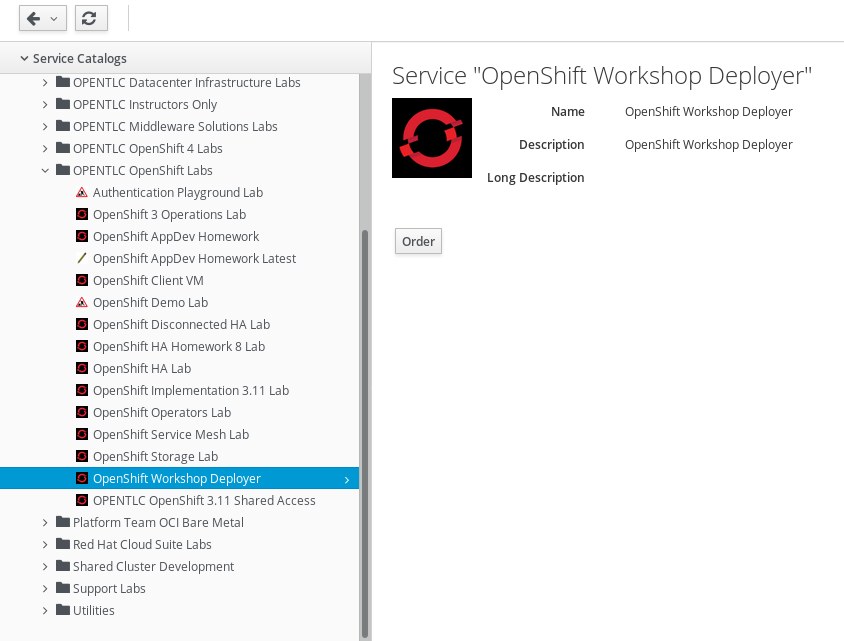 Service Catalogs
OPENTLC Datacenter Infrastructure Labs
OPENTLC Instructors Only
OPENTLC Middleware Solutions Labs
OPENTLC OpenShift 4 Labs
OPENTLC OpenShift Labs
Authentication Playground Lab
OpenShift 3 Operations Lab
OpenShift AppDev Homework
OpenShift AppDev Homework Latest
OpenShift Client VM
OpenShift Demo Lab
OpenShift Disconnected HA Lab
OpenShift HA Homework 8 Lab
OpenShift HA Lab
OpenShift Implementation 3.11 Lab
OpenShift Operators Lab
OpenShift Service Mesh Lab
OpenShift Storage Lab
OpenShift Workshop Deployer
OPENTLC OpenShift 3.11 Shared Access
Platform Team OCI Bare Metal
Red Hat Cloud Suite Labs
Shared Cluster Development
Support Labs
Utilities
Service "OpenShift Workshop Deployer"
Name OpenShift Workshop Deployer
Description OpenShift Workshop Deployer
Long Description
Order